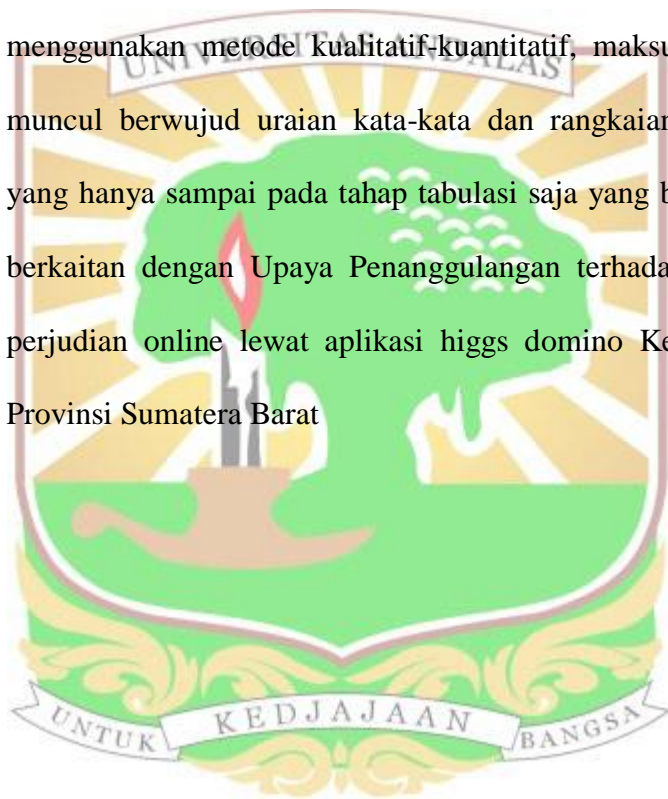 UNIVERSITAS ANDALAS
menggunakan metode kualitatif-kuantitatif, maksu
muncul berwujud uraian kata-kata dan rangkaian
yang hanya sampai pada tahap tabulasi saja yang b
berkaitan dengan Upaya Penanggulangan terhada
perjudian online lewat aplikasi higgs domino Ke
Provinsi Sumatera Barat
UNTUK KEDJAJAAN BANGSA